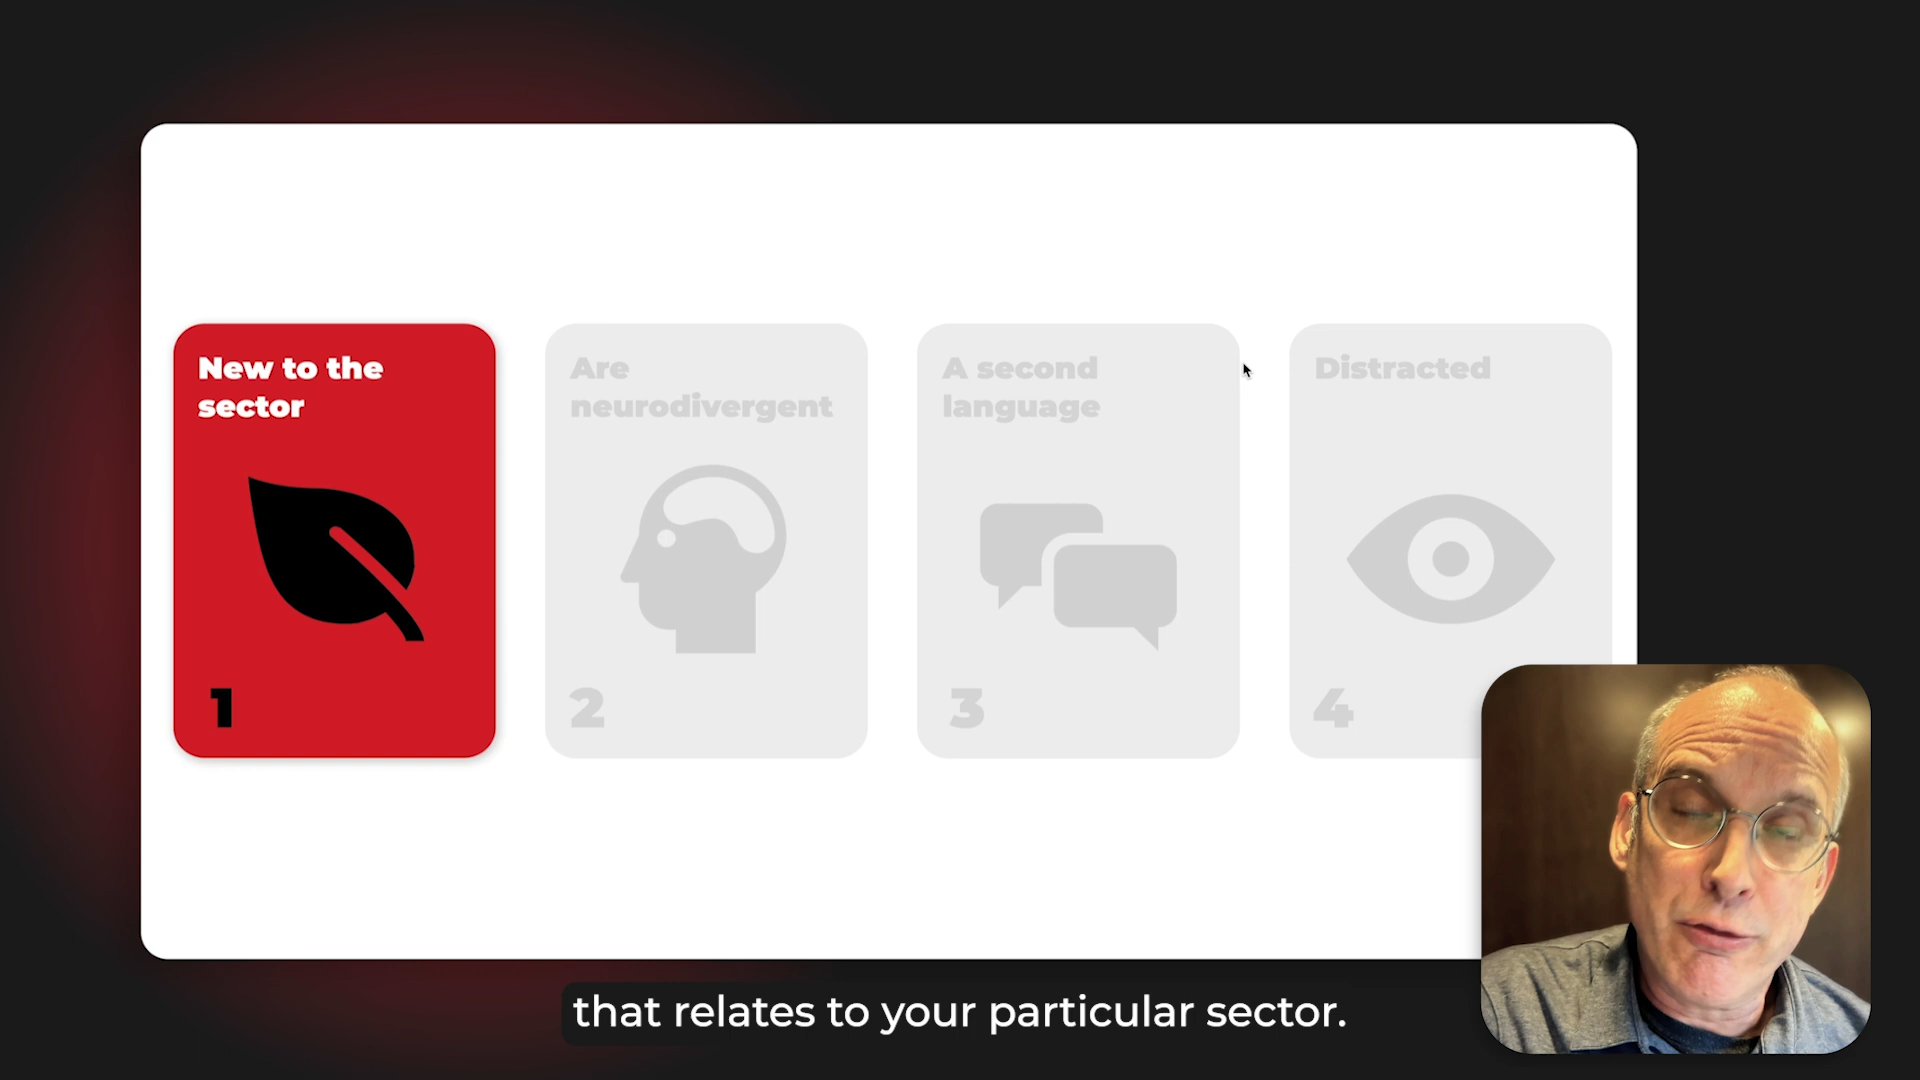 New to the
sector
1
Are
neurodivergent
2
A second
language
3
Distracted
4
that relates to your particular sector.